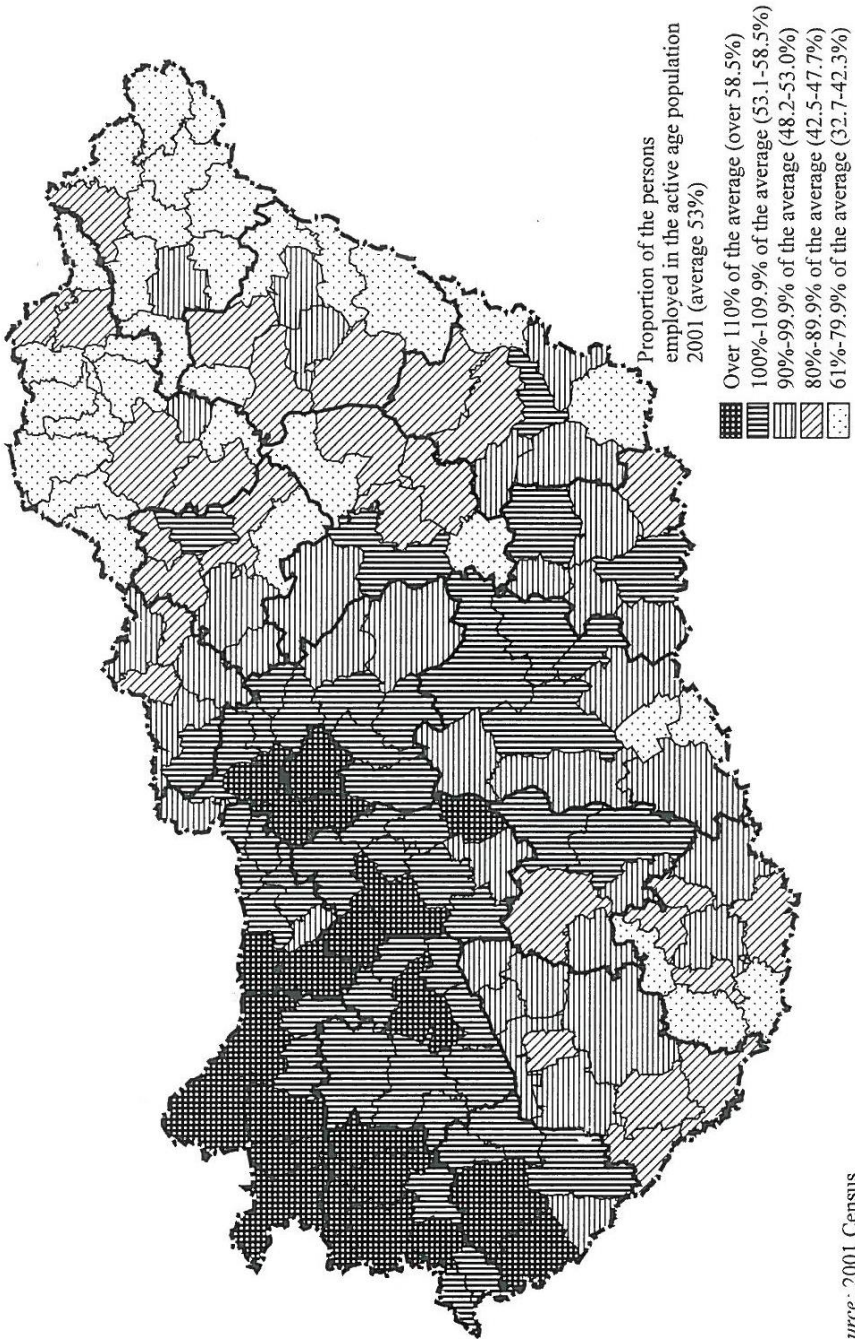 Proportion of the persons
employed in the active age population
2001 (average 53%)
Over 110% of the average (over 58.5%)
100%-109.9% of the average (53.1-58.5%)
90%-99.9% of the average (48.2-53.0%)
80%-89.9% of the average (42.5-47.7%)
61%-79.9% of the average (32.7-42.3%)
urce: 2001 Census